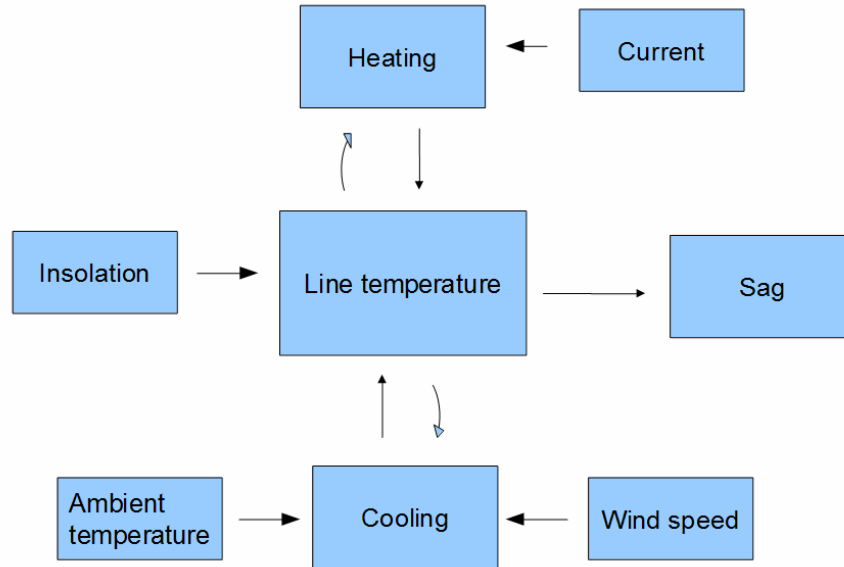 Heating
Current
Insolation
Line temperature
Sag
Ambient
temperature
Cooling
Wind speed